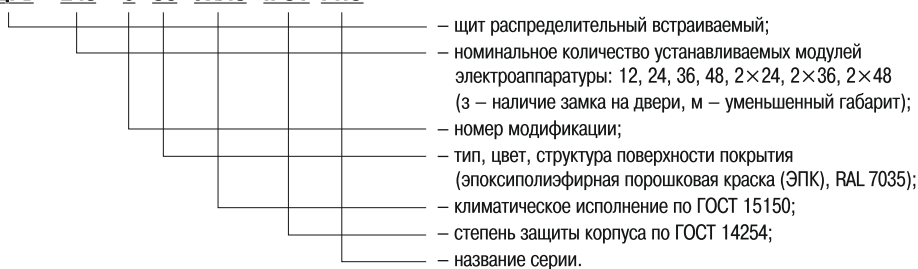 – щит распределительный встраиваемый;
– номинальное количество устанавливаемых модулей
электроаппаратуры: 12, 24, 36, 48, 2×24, 2×36, 2×48
(з – наличие замка на двери, м – уменьшенный габарит);
– номер модификации;
– тип, цвет, структура поверхности покрытия
(эпоксиполиэфирная порошковая краска (ЭПК), RAL 7035);
– климатическое исполнение по ГОСТ 15150;
– степень защиты корпуса по ГОСТ 14254;
– название серии.